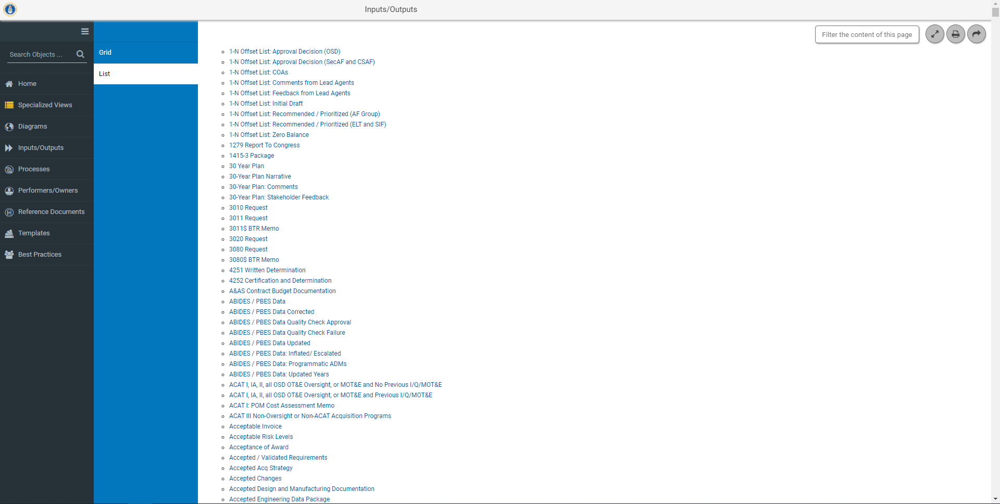 Inputs/Outputs
Search Objects ...
Home
Specialized Views
Diagrams
Inputs/Outputs
Processes
Performers/Owners
Reference Documents
Templates
Best Practices
Grid
List
Filter the content of this page
1-N Offset List: Approval Decision (OSD)
1-N Offset List: Approval Decision (SecAF and CSAF)
1-N Offset List: COAs
1-N Offset List: Comments from Lead Agents
1-N Offset List: Feedback from Lead Agents
1-N Offset List: Initial Draft
1-N Offset List: Recommended / Prioritized (AF Group)
1-N Offset List: Recommended / Prioritized (ELT and SIF)
1-N Offset List: Zero Balance
1279 Report To Congress
1415-3 Package
30 Year Plan
30-Year Plan Narrative
30-Year Plan: Comments
30-Year Plan: Stakeholder Feedback
3010 Request
3011 Request
3011$ BTR Memo
3020 Request
3080 Request
3080$ BTR Memo
4251 Written Determination
4252 Certification and Determination
A&AS Contract Budget Documentation
ABIDES / PBES Data
ABIDES / PBES Data Corrected
ABIDES / PBES Data Quality Check Approval
ABIDES / PBES Data Quality Check Failure
ABIDES / PBES Data Updated
ABIDES / PBES Data: Inflated/ Escalated
ABIDES / PBES Data: Programmatic ADMs
ABIDES / PBES Data: Updated Years
ACAT I, IA, II, all OSD OT&E Oversight, or MOT&E and No Previous I/Q/MOT&E
ACAT I, IA, II, all OSD OT&E Oversight, or MOT&E and Previous I/Q/MOT&E
ACAT I: POM Cost Assessment Memo
ACAT III Non-Oversight or Non-ACAT Acquisition Programs
Acceptable Invoice
Acceptable Risk Levels
Acceptance of Award
Accepted / Validated Requirements
Accepted Acq Strategy
Accepted Changes
Accepted Design and Manufacturing Documentation
Accepted Engineering Data Package